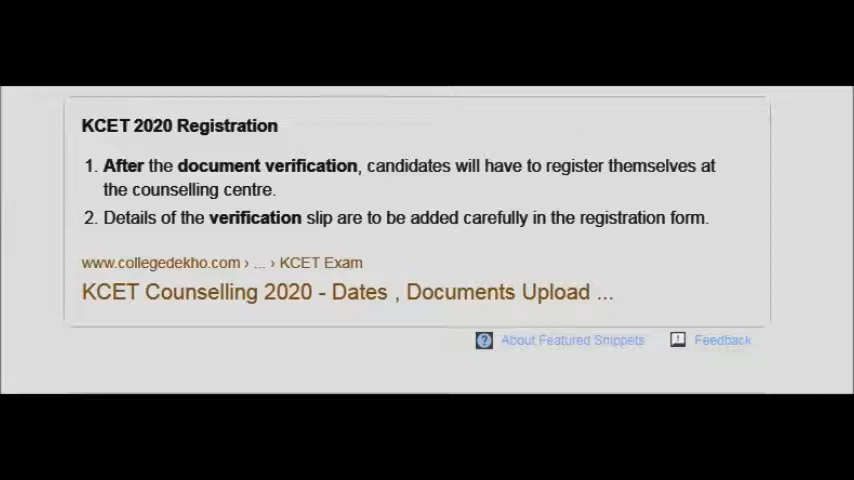 KCET 2020 Registration
1. After the document verification, candidates will have to register themselves at
the counselling centre.
2. Details of the verification slip are to be added carefully in the registration form.
www.collegedekho.com › ... › KCET Exam
KCET Counselling 2020 - Dates , Documents Upload ...
About Featured Snippets
Feedback